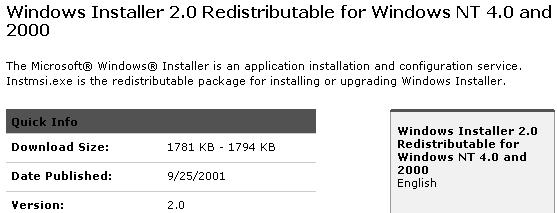 Windows Installer 2.0 Redistributable for Windows NT 4.0 and
2000
The Microsoft® Windows® Installer is an application installation and configuration service.
Instmsi.exe is the redistributable package for installing or upgrading Windows Installer.
Quick Info
Download Size: 1781 KB - 1794 KB
Date Published: 9/25/2001
Version: 2.0
Windows Installer 2.0
Redistributable for
Windows NT 4.0 and
2000
English